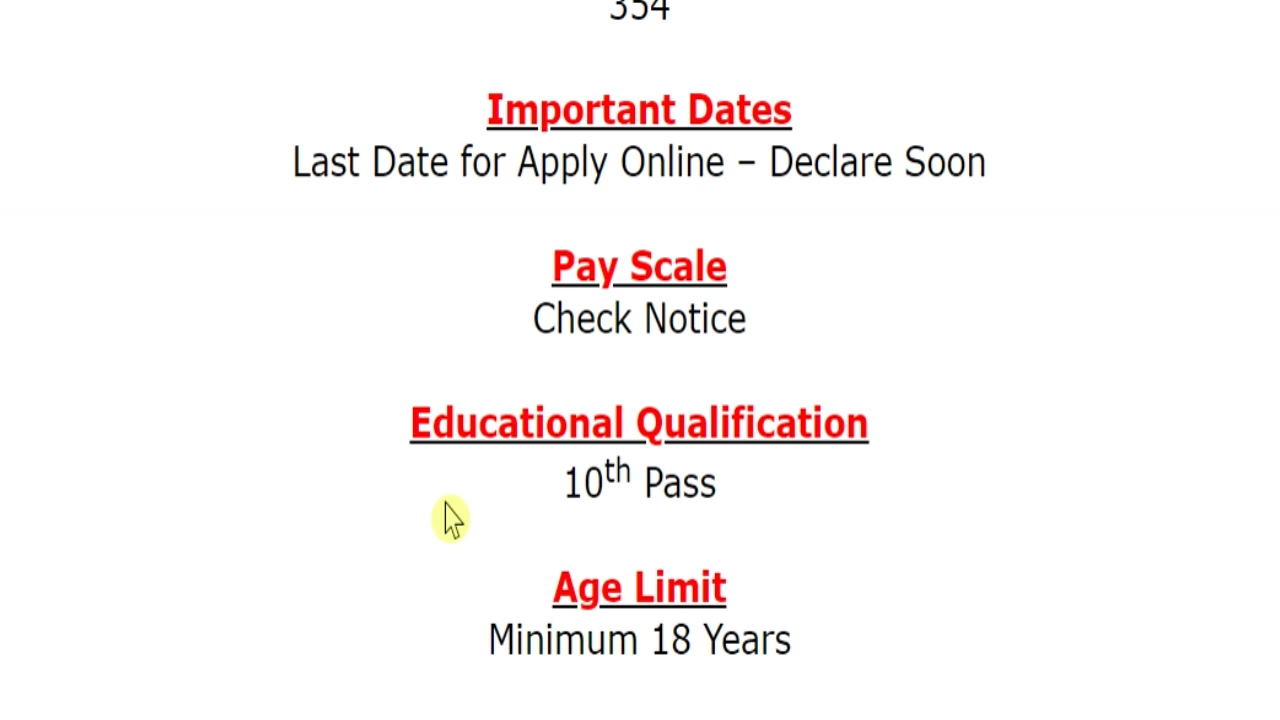 354
Important Dates
Last Date for Apply Online – Declare Soon
Pay Scale
Check Notice
Educational Qualification
10th Pass
Age Limit
Minimum 18 Years